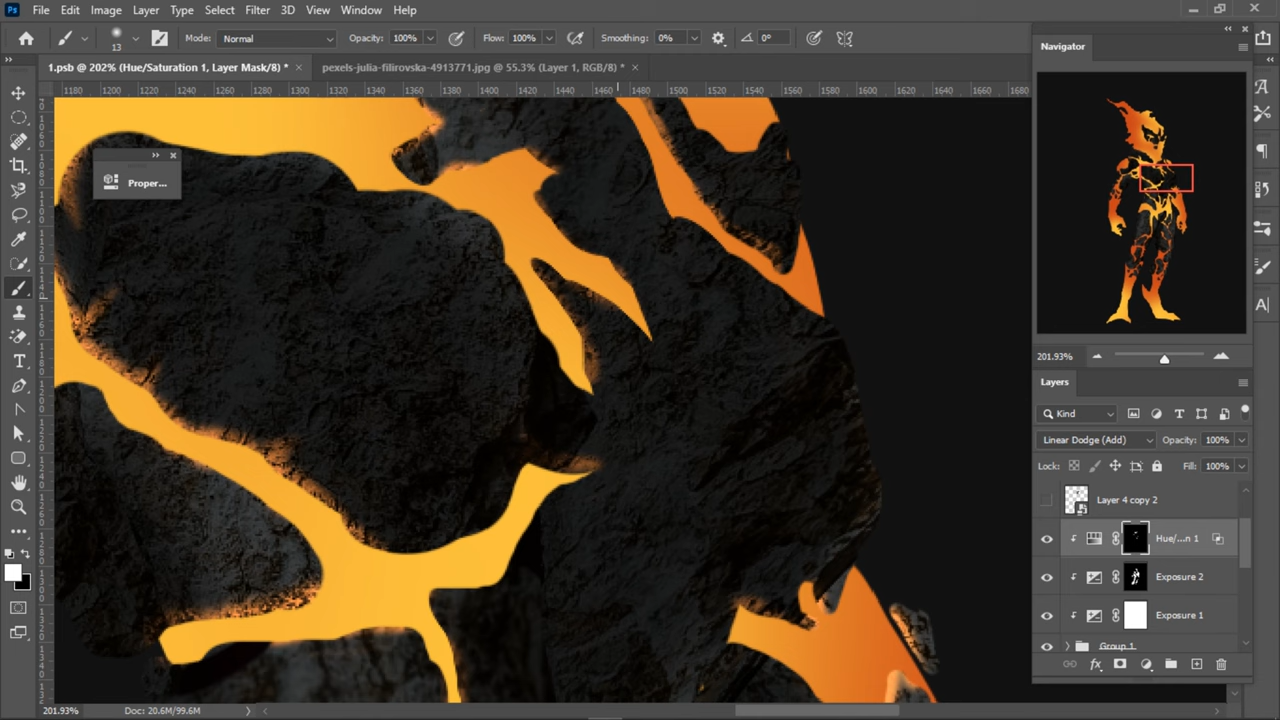 Ps File Edit Image Layer Type Select Filter 3D View Window Help
13 Mode: Normal Opacity: 100% Flow: 100% Smoothing: 0% 0°
1.psb @ 202% (Hue/Saturation 1, Layer Mask/8) * × pexels-julia-filirovska-4913771.jpg @ 55.3% (Layer 1, RGB/8) * ×
1180 1200 1220 1240 1260 1280 1300 1320 1340 1360 1380 1400 1420 1440 1460 1480 1500 1520 1540 1560 1580 1600 1620 1640 1660 1680
Proper...
Navigator
201.93%
Layers
Kind
Linear Dodge (Add) Opacity: 100%
Lock: Fill: 100%
Layer 4 copy 2
Hue/...n 1
Exposure 2
Exposure 1
Group 1
fx
201.93% Doc: 20.6M/99.6M